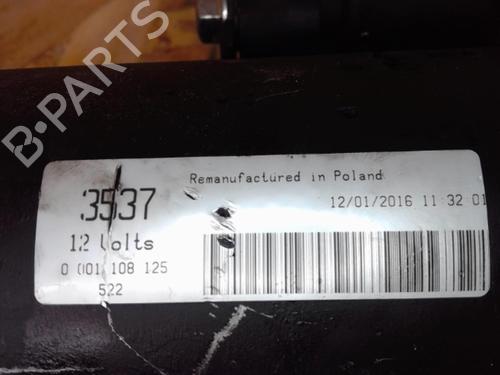 B-PARTS
Remanufactured in Poland
3537
12/01/2016 11 32 01
12 Volts
0 001 108 125
522